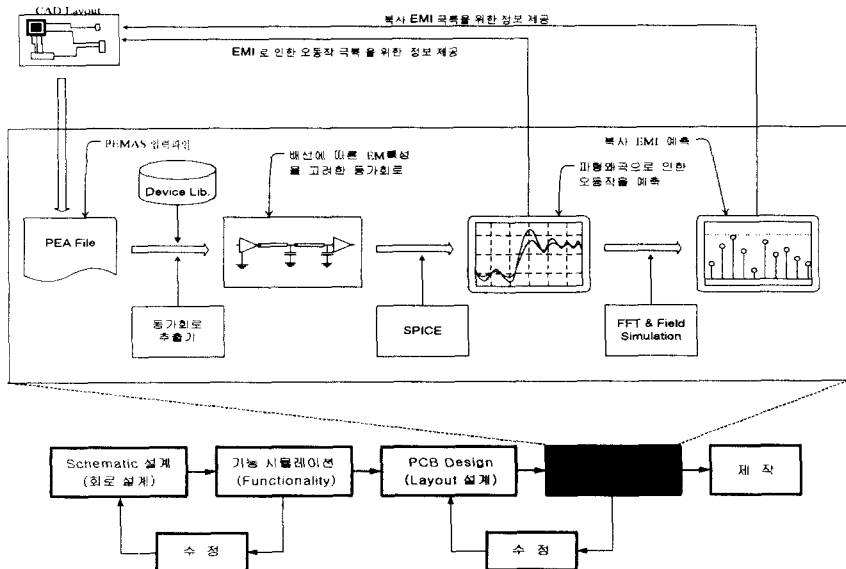 CAD Layout
복사 EMI 극복을 위한 정보 제공
EMI 로 인한 오동작 극복 을 위한 정보 제공
PEMAS 입력파일
배선에 따른 EM특성
을 고려한 등가회로
복사 EMI 예측
파형왜곡으로 인한
오동작을 예측
Device Lib.
PEA File
등가회로
추출기
SPICE
FFT & Field
Simulation
Schematic 설계
(회로 설계)
기능 시뮬레이션
(Functionality)
PCB Design
(Layout 설계)
제 작
수 정
수 정